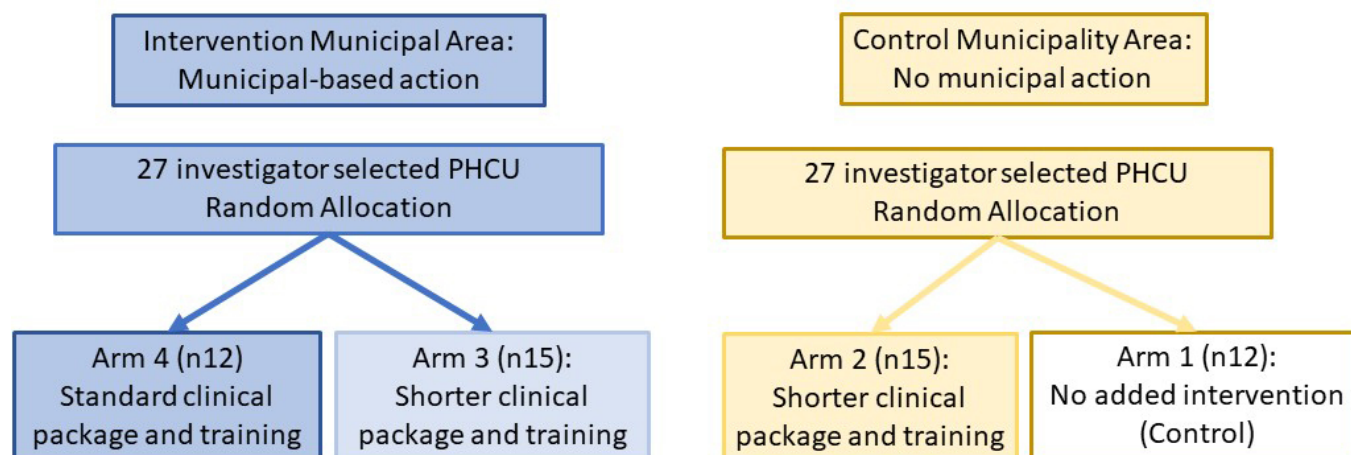 Intervention Municipal Area:
Municipal-based action
Control Municipality Area:
No municipal action
27 investigator selected PHCU
Random Allocation
27 investigator selected PHCU
Random Allocation
Arm 4 (n12)
Standard clinical
package and training
Arm 3 (n15):
Shorter clinical
package and training
Arm 2 (n15):
Shorter clinical
package and training
Arm 1 (n12):
No added intervention
(Control)